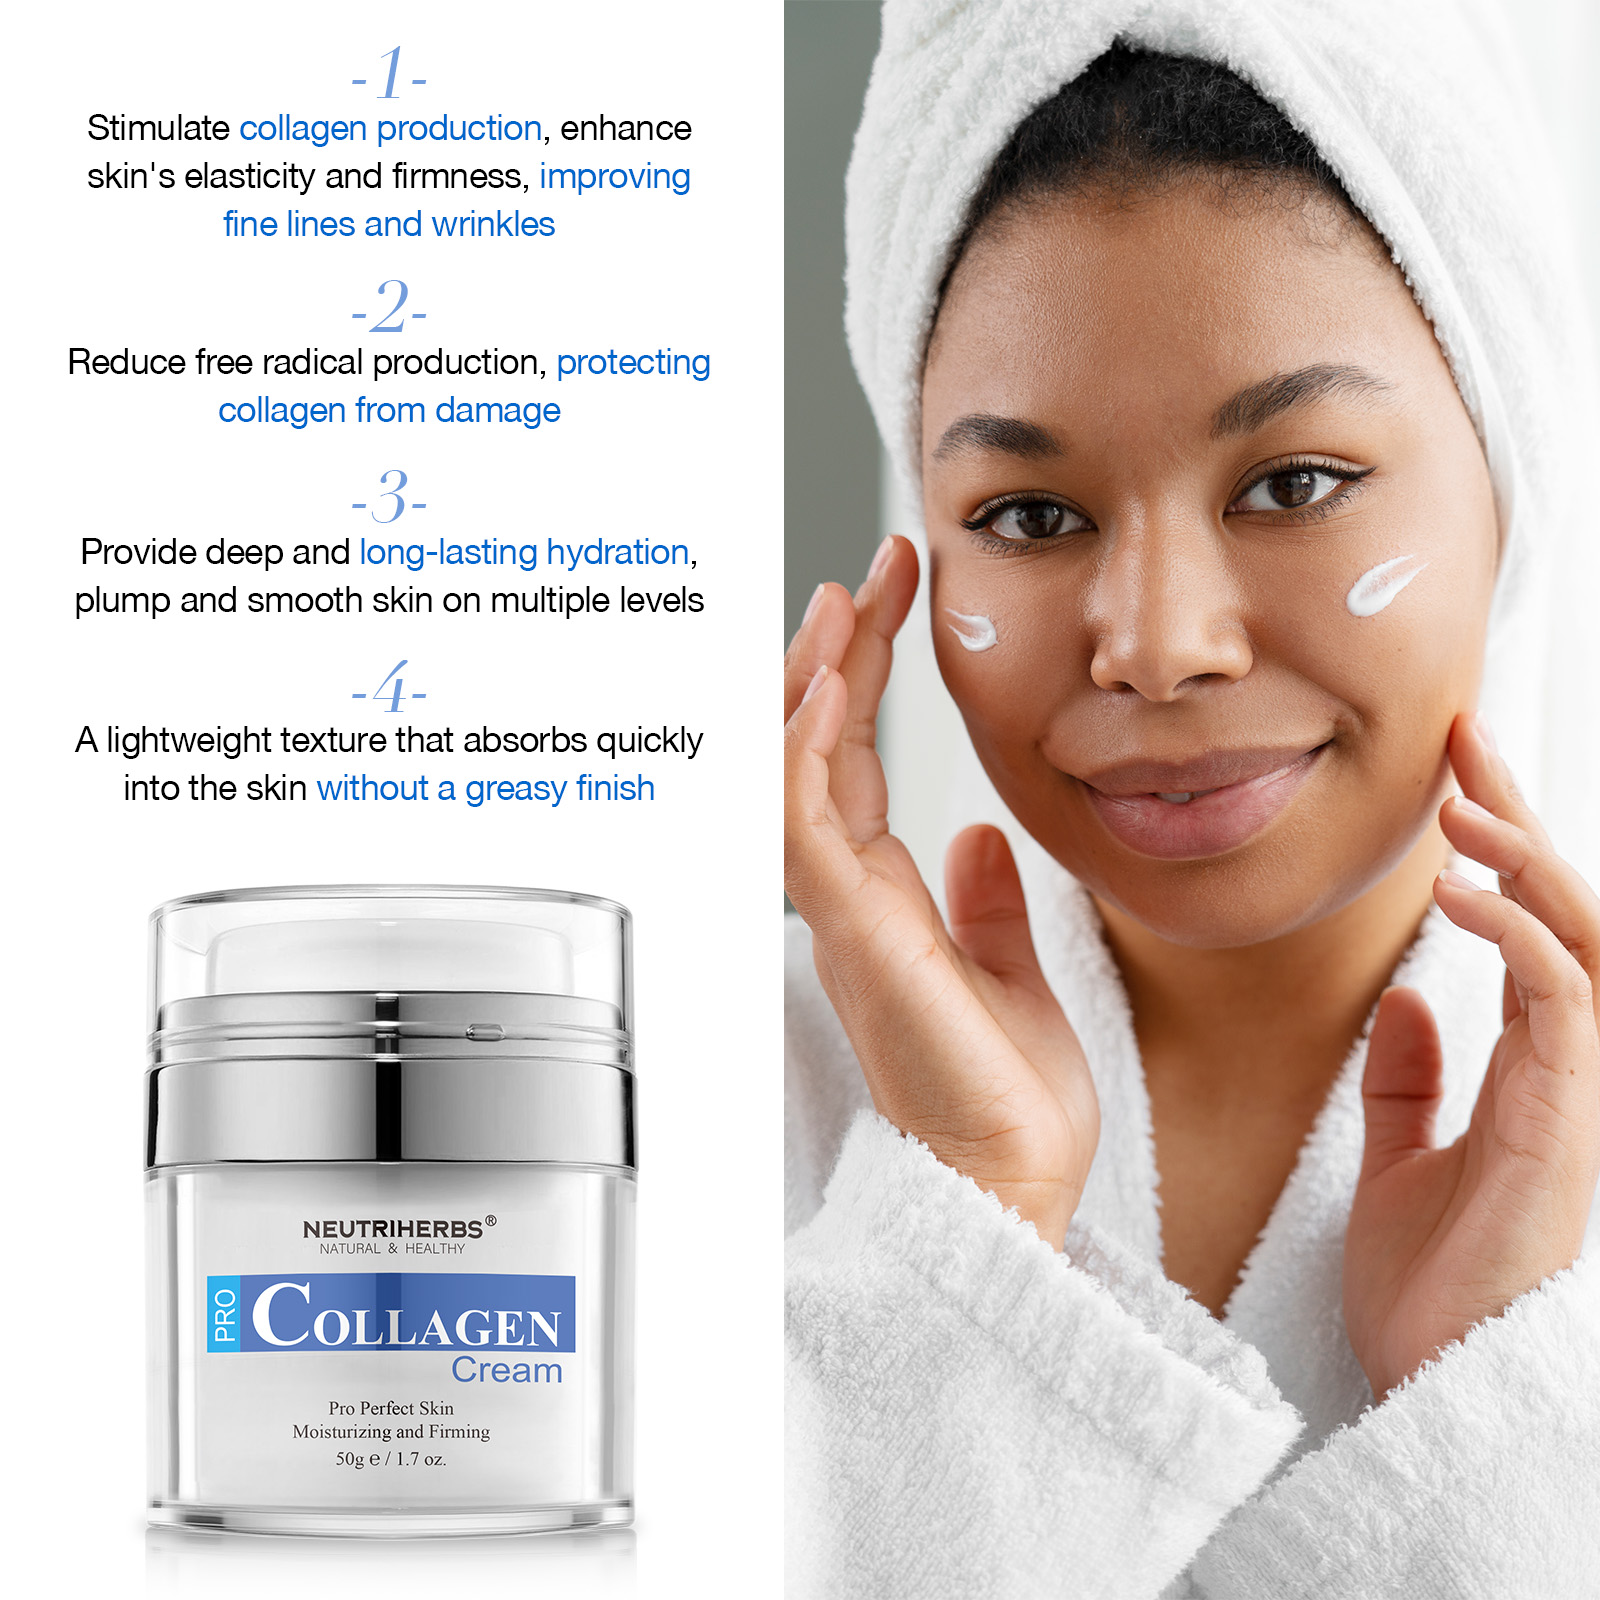 -1-
Stimulate collagen production, enhance
skin's elasticity and firmness, improving
fine lines and wrinkles
-2-
Reduce free radical production, protecting
collagen from damage
-3-
Provide deep and long-lasting hydration,
plump and smooth skin on multiple levels
-4-
A lightweight texture that absorbs quickly
into the skin without a greasy finish
NEUTRIHERBS®
NATURAL & HEALTHY
PRO
COLLAGEN
Cream
Pro Perfect Skin
Moisturizing and Firming
50g ℮ / 1.7 oz.